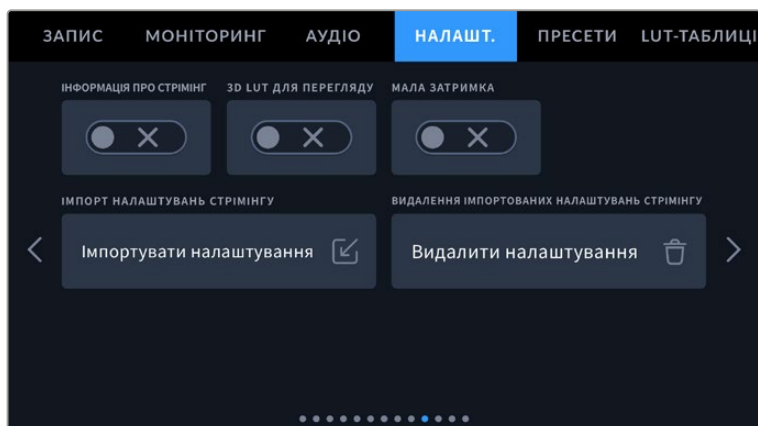 ЗАПИС МОНІТОРИНГ АУДІО НАЛАШТ. ПРЕСЕТИ LUT-ТАБЛИЦІ
ІНФОРМАЦІЯ ПРО СТРІМІНГ 3D LUT ДЛЯ ПЕРЕГЛЯДУ МАЛА ЗАТРИМКА
ІМПОРТ НАЛАШТУВАНЬ СТРІМІНГУ ВИДАЛЕННЯ ІМПОРТОВАНИХ НАЛАШТУВАНЬ СТРІМІНГУ
Імпортувати налаштування Видалити налаштування